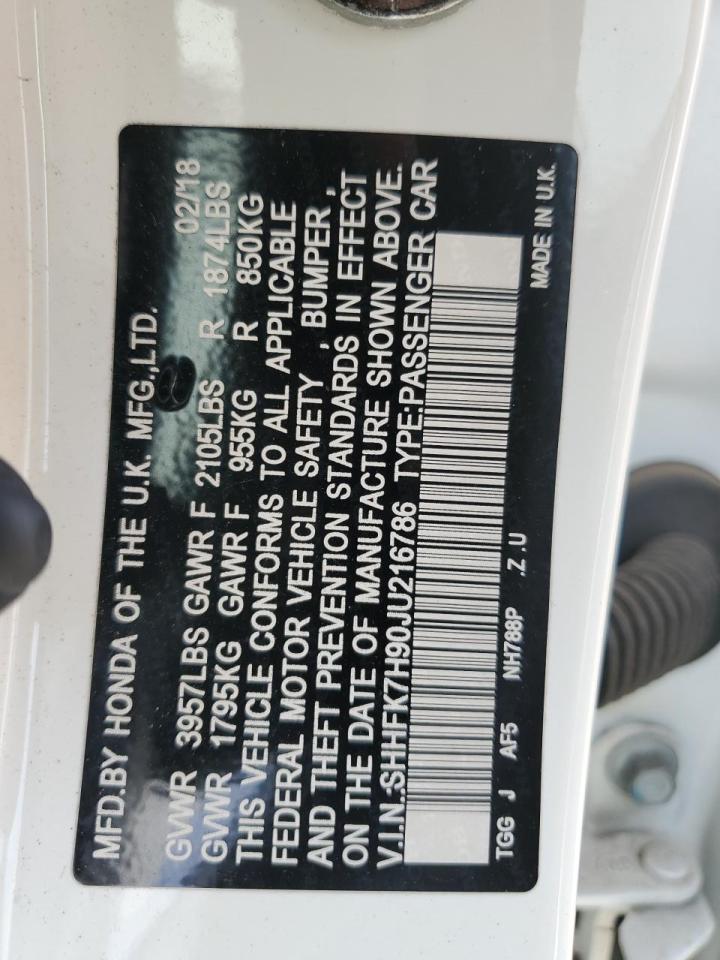 MFD.BY HONDA OF THE U.K. MFG.,LTD.
02/18
GVWR 3957LBS GAWR F 2105LBS R 1874LBS
GVWR 1795KG GAWR F 955KG R 850KG
THIS VEHICLE CONFORMS TO ALL APPLICABLE
FEDERAL MOTOR VEHICLE SAFETY , BUMPER ,
AND THEFT PREVENTION STANDARDS IN EFFECT
ON THE DATE OF MANUFACTURE SHOWN ABOVE.
V.I.N.:SHHFK7H90JU216786 TYPE:PASSENGER CAR
TGG J AF5 NH788P .Z.U
MADE IN U.K.